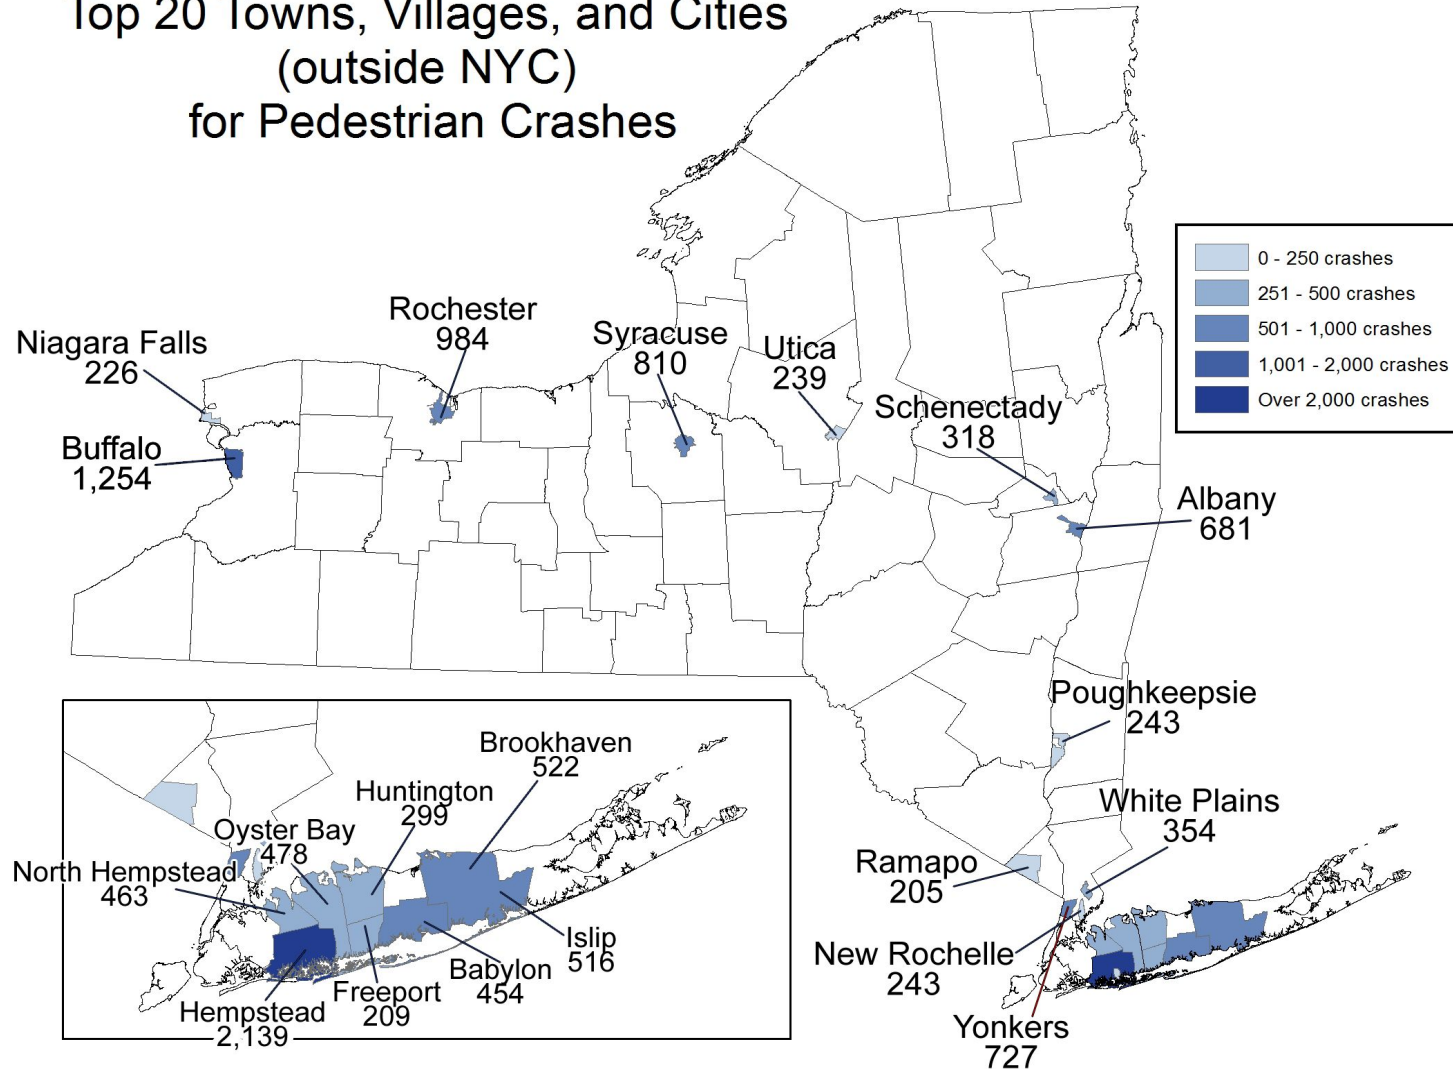 Top 20 Towns, Villages, and Cities
(outside NYC)
for Pedestrian Crashes
0 - 250 crashes
251 - 500 crashes
501 - 1,000 crashes
1,001 - 2,000 crashes
Over 2,000 crashes
Rochester
984
Niagara Falls
226
Syracuse
810
Utica
239
Schenectady
318
Buffalo
1,254
Albany
681
Poughkeepsie
243
White Plains
354
Ramapo
205
New Rochelle
243
Yonkers
727
Brookhaven
522
Huntington
299
Oyster Bay
478
North Hempstead
463
Islip
516
Babylon
454
Freeport
209
Hempstead
2,139